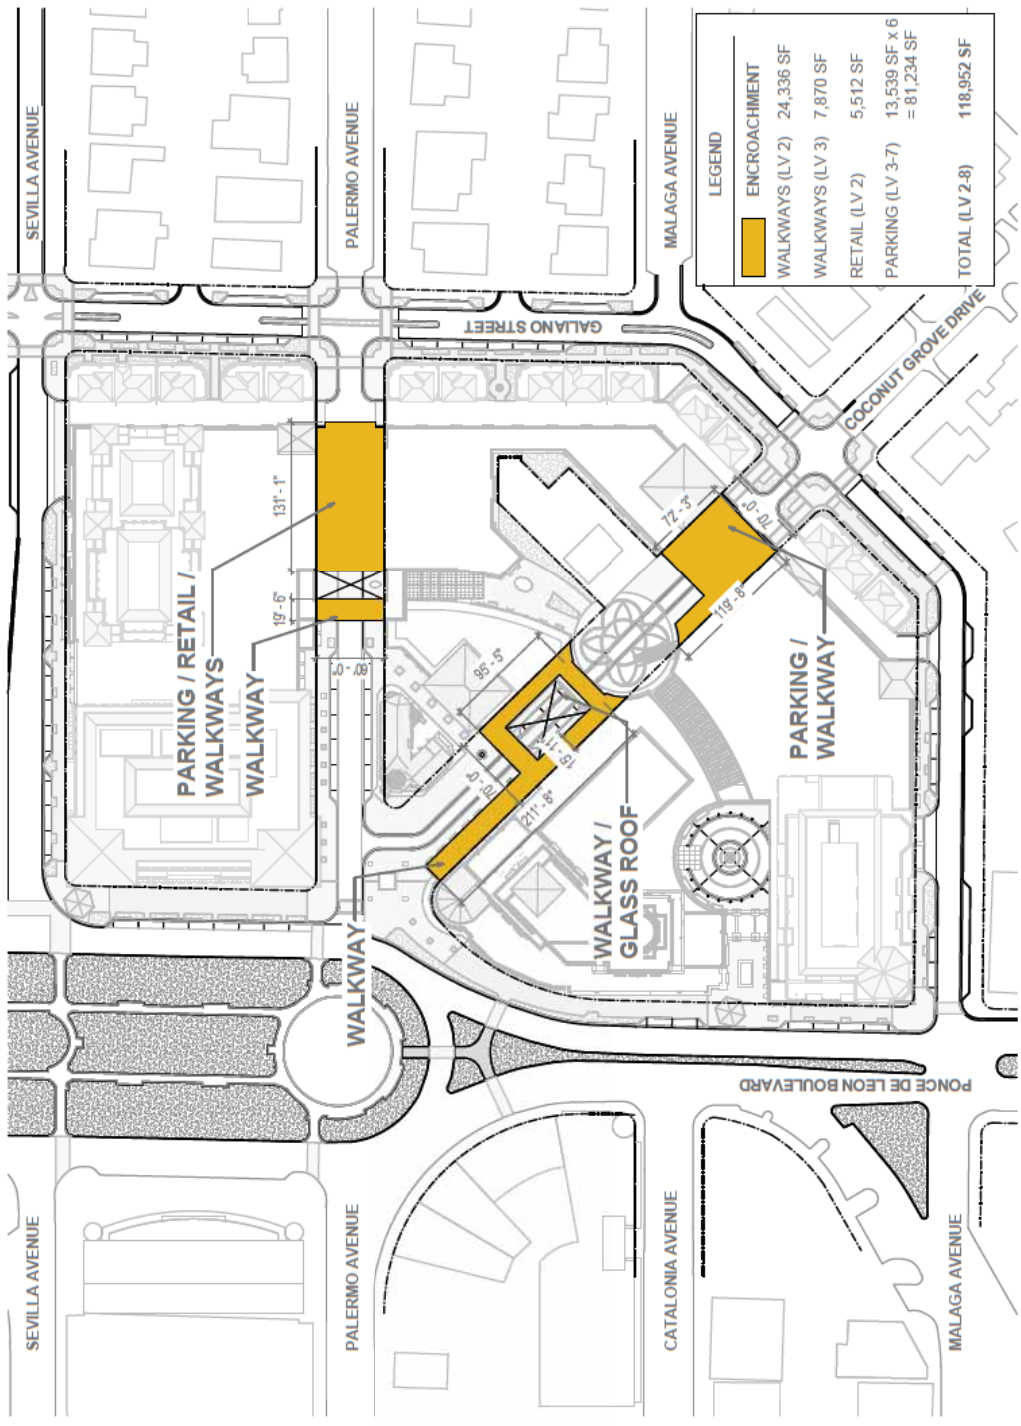 SEVILLA AVENUE
PALERMO AVENUE
MALAGA AVENUE
GALIANO STREET
COCONUT GROVE DRIVE
LEGEND
ENCROACHMENT
WALKWAYS (LV 2) 24,336 SF
WALKWAYS (LV 3) 7,870 SF
RETAIL (LV 2) 5,512 SF
PARKING (LV 3-7) 13,539 SF x 6
= 81,234 SF
TOTAL (LV 2-8) 118,952 SF
131' - 1"
19' - 6"
60' - 0"
PARKING / RETAIL /
WALKWAYS
WALKWAY
95' - 5"
72' - 3"
70' - 0"
119' - 8"
PARKING /
WALKWAY
15' - 11"
70' - 0"
211' - 8"
WALKWAY /
GLASS ROOF
WALKWAY
PONCE DE LEON BOULEVARD
SEVILLA AVENUE
PALERMO AVENUE
CATALONIA AVENUE
MALAGA AVENUE